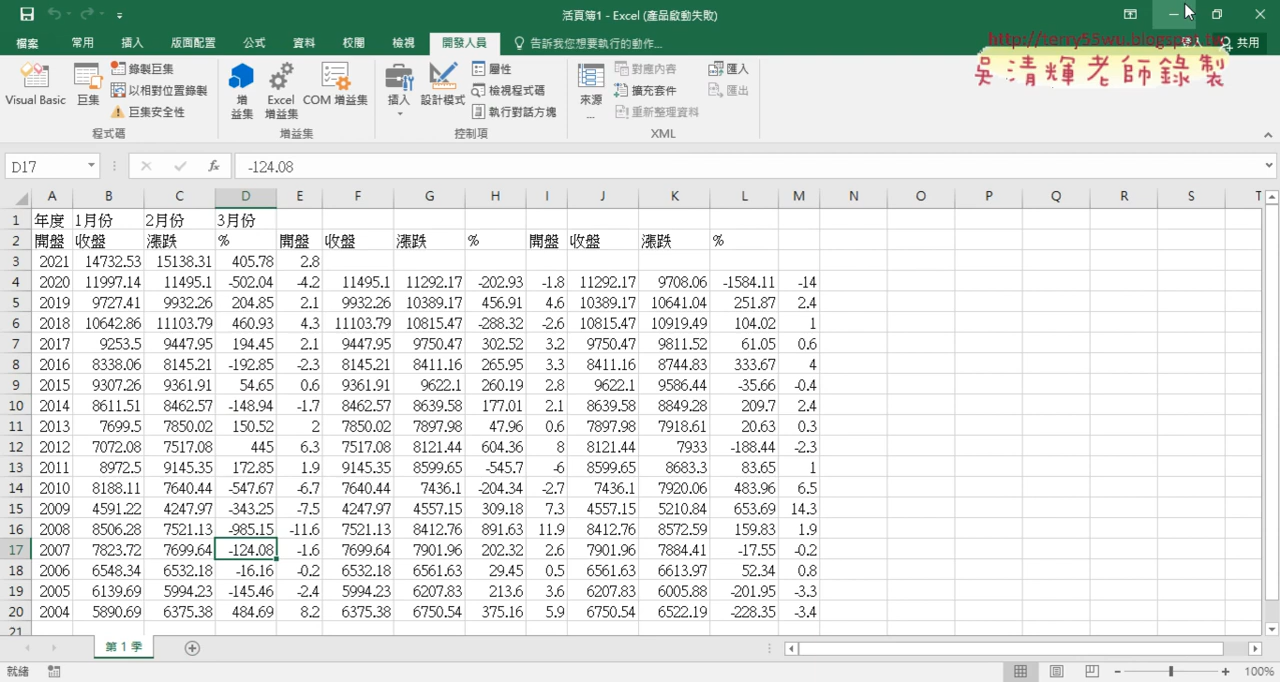 活頁簿1 - Excel (產品啟動失敗)
檔案 常用 插入 版面配置 公式 資料 校閱 檢視 開發人員 告訴我您想要執行的動作... 登入 共用
http://terry55wu.blogspot.tw
吳清輝老師錄製
Visual Basic 巨集 錄製巨集 以相對位置錄製 巨集安全性 增益集 Excel 增益集 COM 增益集 插入 設計模式 屬性 檢視程式碼 執行對話方塊 來源... 對應內容 擴充套件 重新整理資料 匯入 匯出
程式碼 增益集 控制項 XML
D17 fx -124.08
A B C D E F G H I J K L M N O P Q R S T
1 年度 1月份 2月份 3月份
2 開盤 收盤 漲跌 % 開盤 收盤 漲跌 % 開盤 收盤 漲跌 %
3 2021 14732.53 15138.31 405.78 2.8
4 2020 11997.14 11495.1 -502.04 -4.2 11495.1 11292.17 -202.93 -1.8 11292.17 9708.06 -1584.11 -14
5 2019 9727.41 9932.26 204.85 2.1 9932.26 10389.17 456.91 4.6 10389.17 10641.04 251.87 2.4
6 2018 10642.86 11103.79 460.93 4.3 11103.79 10815.47 -288.32 -2.6 10815.47 10919.49 104.02 1
7 2017 9253.5 9447.95 194.45 2.1 9447.95 9750.47 302.52 3.2 9750.47 9811.52 61.05 0.6
8 2016 8338.06 8145.21 -192.85 -2.3 8145.21 8411.16 265.95 3.3 8411.16 8744.83 333.67 4
9 2015 9307.26 9361.91 54.65 0.6 9361.91 9622.1 260.19 2.8 9622.1 9586.44 -35.66 -0.4
10 2014 8611.51 8462.57 -148.94 -1.7 8462.57 8639.58 177.01 2.1 8639.58 8849.28 209.7 2.4
11 2013 7699.5 7850.02 150.52 2 7850.02 7897.98 47.96 0.6 7897.98 7918.61 20.63 0.3
12 2012 7072.08 7517.08 445 6.3 7517.08 8121.44 604.36 8 8121.44 7933 -188.44 -2.3
13 2011 8972.5 9145.35 172.85 1.9 9145.35 8599.65 -545.7 -6 8599.65 8683.3 83.65 1
14 2010 8188.11 7640.44 -547.67 -6.7 7640.44 7436.1 -204.34 -2.7 7436.1 7920.06 483.96 6.5
15 2009 4591.22 4247.97 -343.25 -7.5 4247.97 4557.15 309.18 7.3 4557.15 5210.84 653.69 14.3
16 2008 8506.28 7521.13 -985.15 -11.6 7521.13 8412.76 891.63 11.9 8412.76 8572.59 159.83 1.9
17 2007 7823.72 7699.64 -124.08 -1.6 7699.64 7901.96 202.32 2.6 7901.96 7884.41 -17.55 -0.2
18 2006 6548.34 6532.18 -16.16 -0.2 6532.18 6561.63 29.45 0.5 6561.63 6613.97 52.34 0.8
19 2005 6139.69 5994.23 -145.46 -2.4 5994.23 6207.83 213.6 3.6 6207.83 6005.88 -201.95 -3.3
20 2004 5890.69 6375.38 484.69 8.2 6375.38 6750.54 375.16 5.9 6750.54 6522.19 -228.35 -3.4
21
第 1 季
就緒 100%